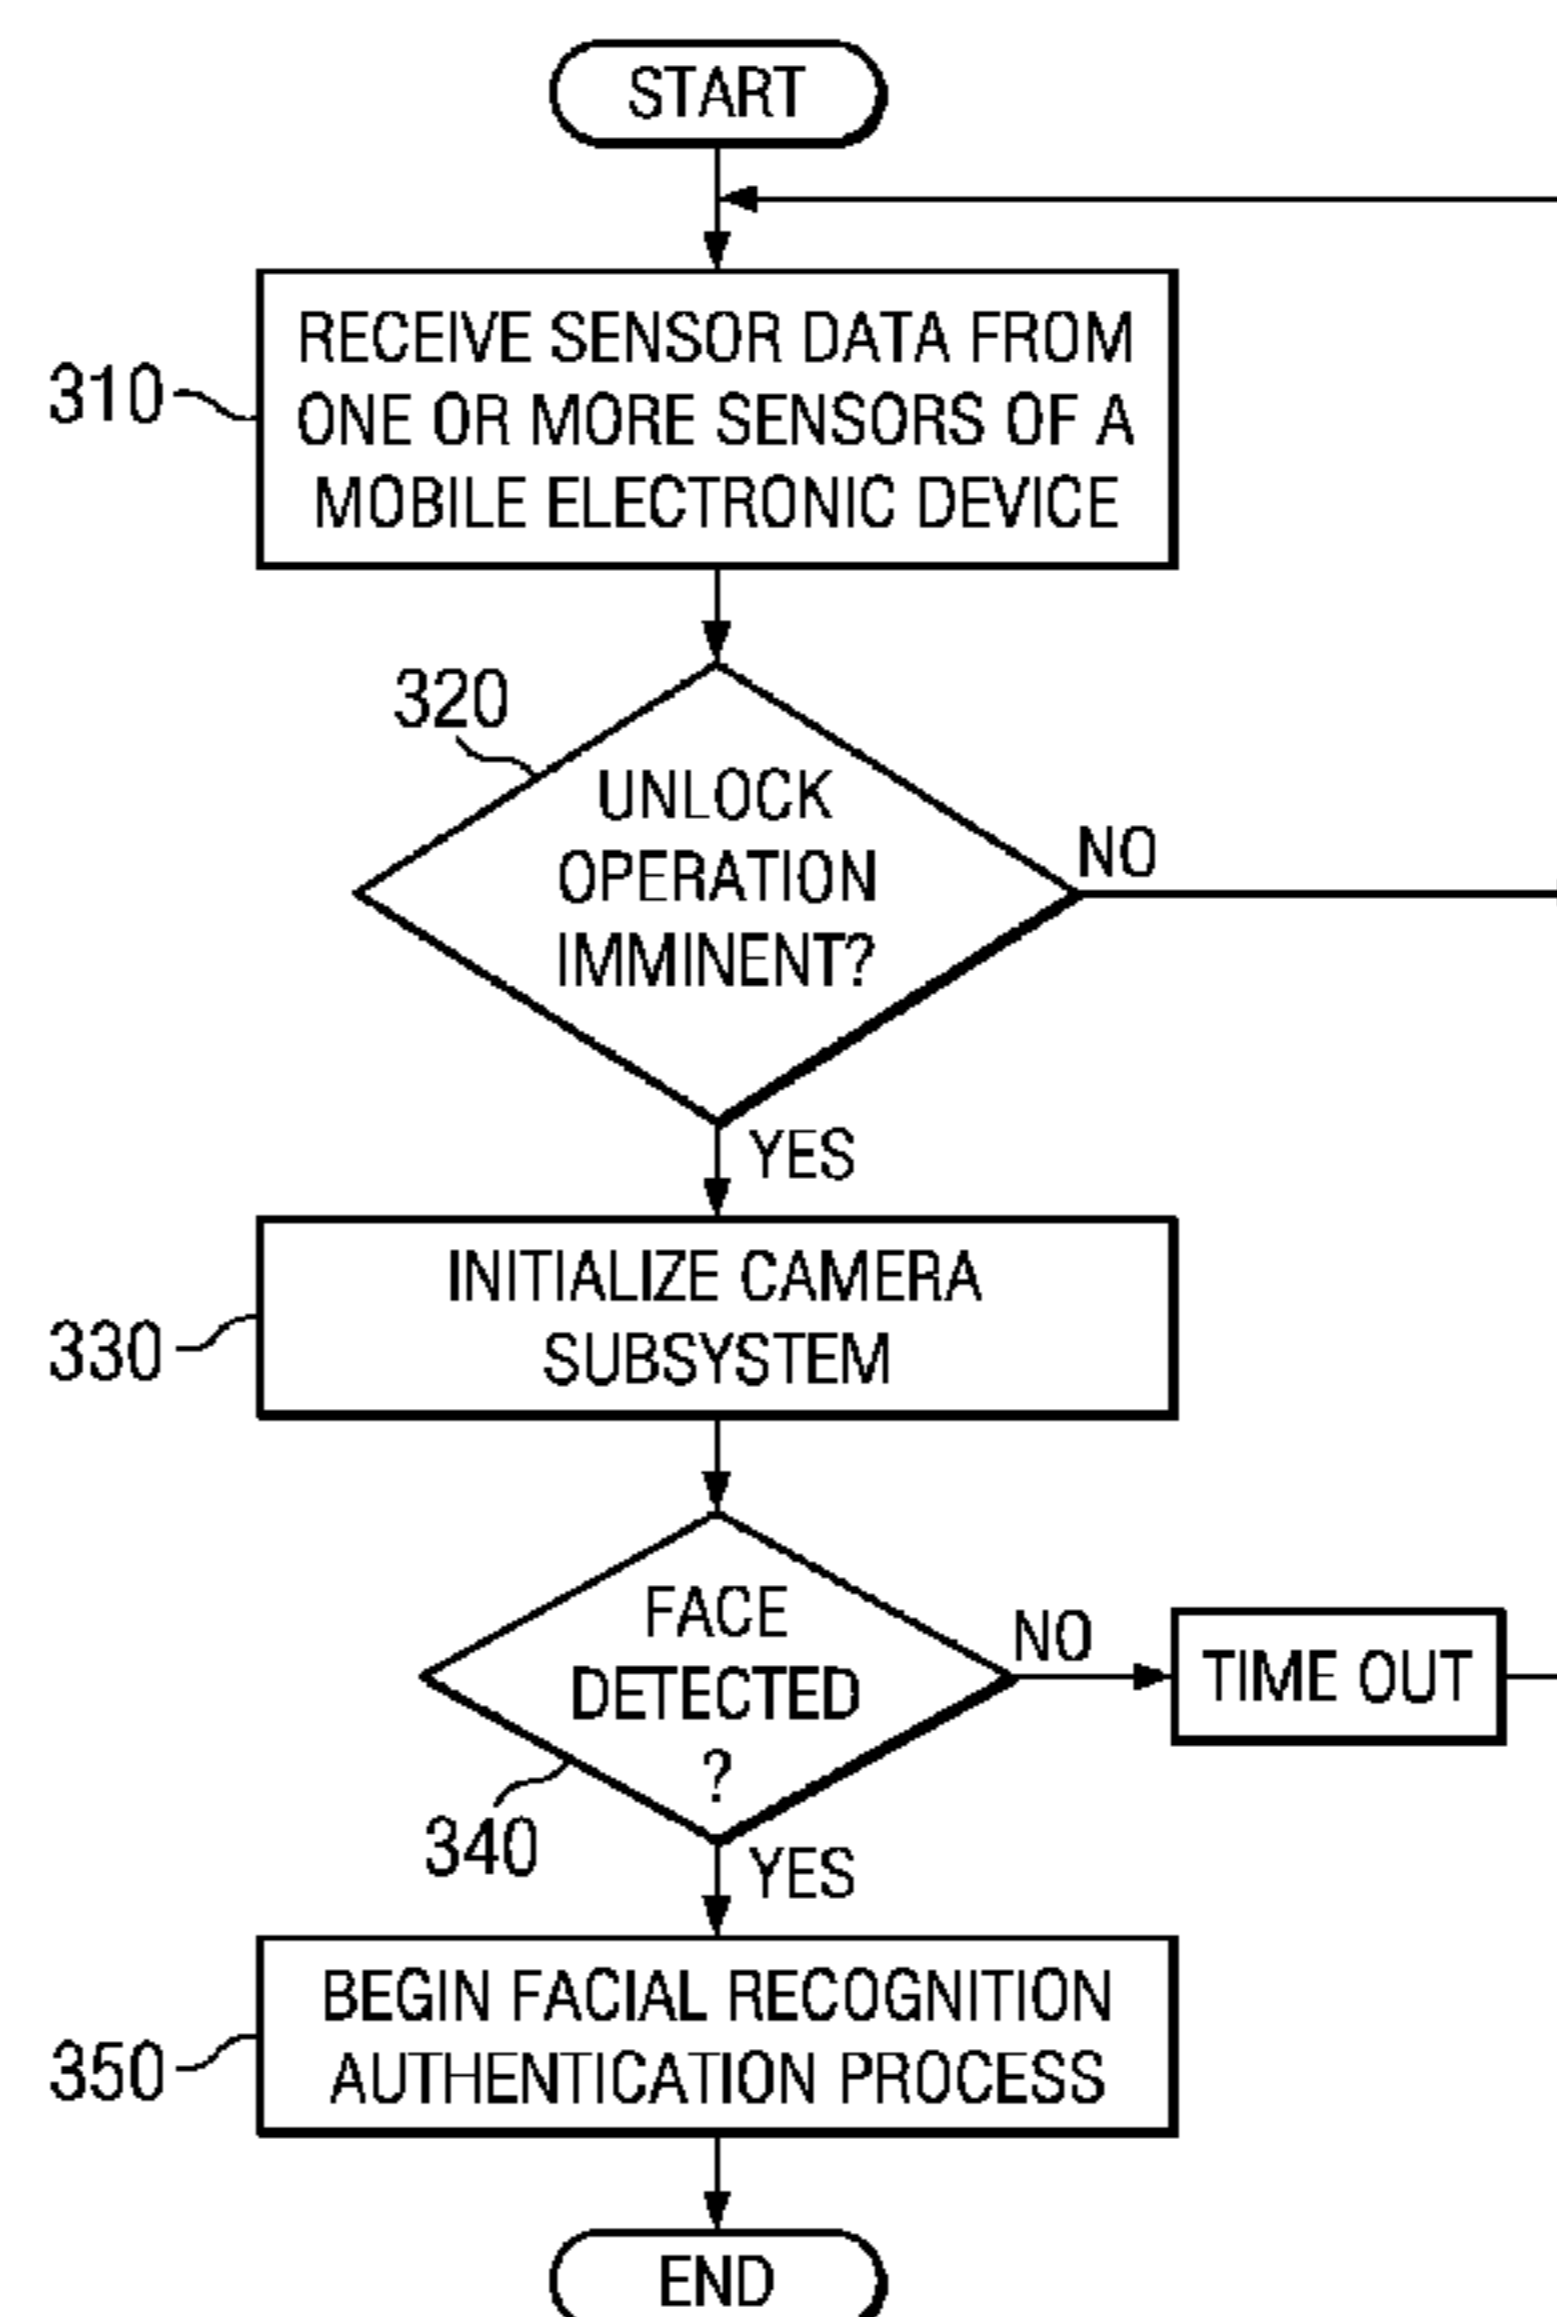 START
310
RECEIVE SENSOR DATA FROM
ONE OR MORE SENSORS OF A
MOBILE ELECTRONIC DEVICE
320
UNLOCK
OPERATION
IMMINENT?
NO
YES
330
INITIALIZE CAMERA
SUBSYSTEM
FACE
DETECTED
?
NO
TIME OUT
340
YES
350
BEGIN FACIAL RECOGNITION
AUTHENTICATION PROCESS
END